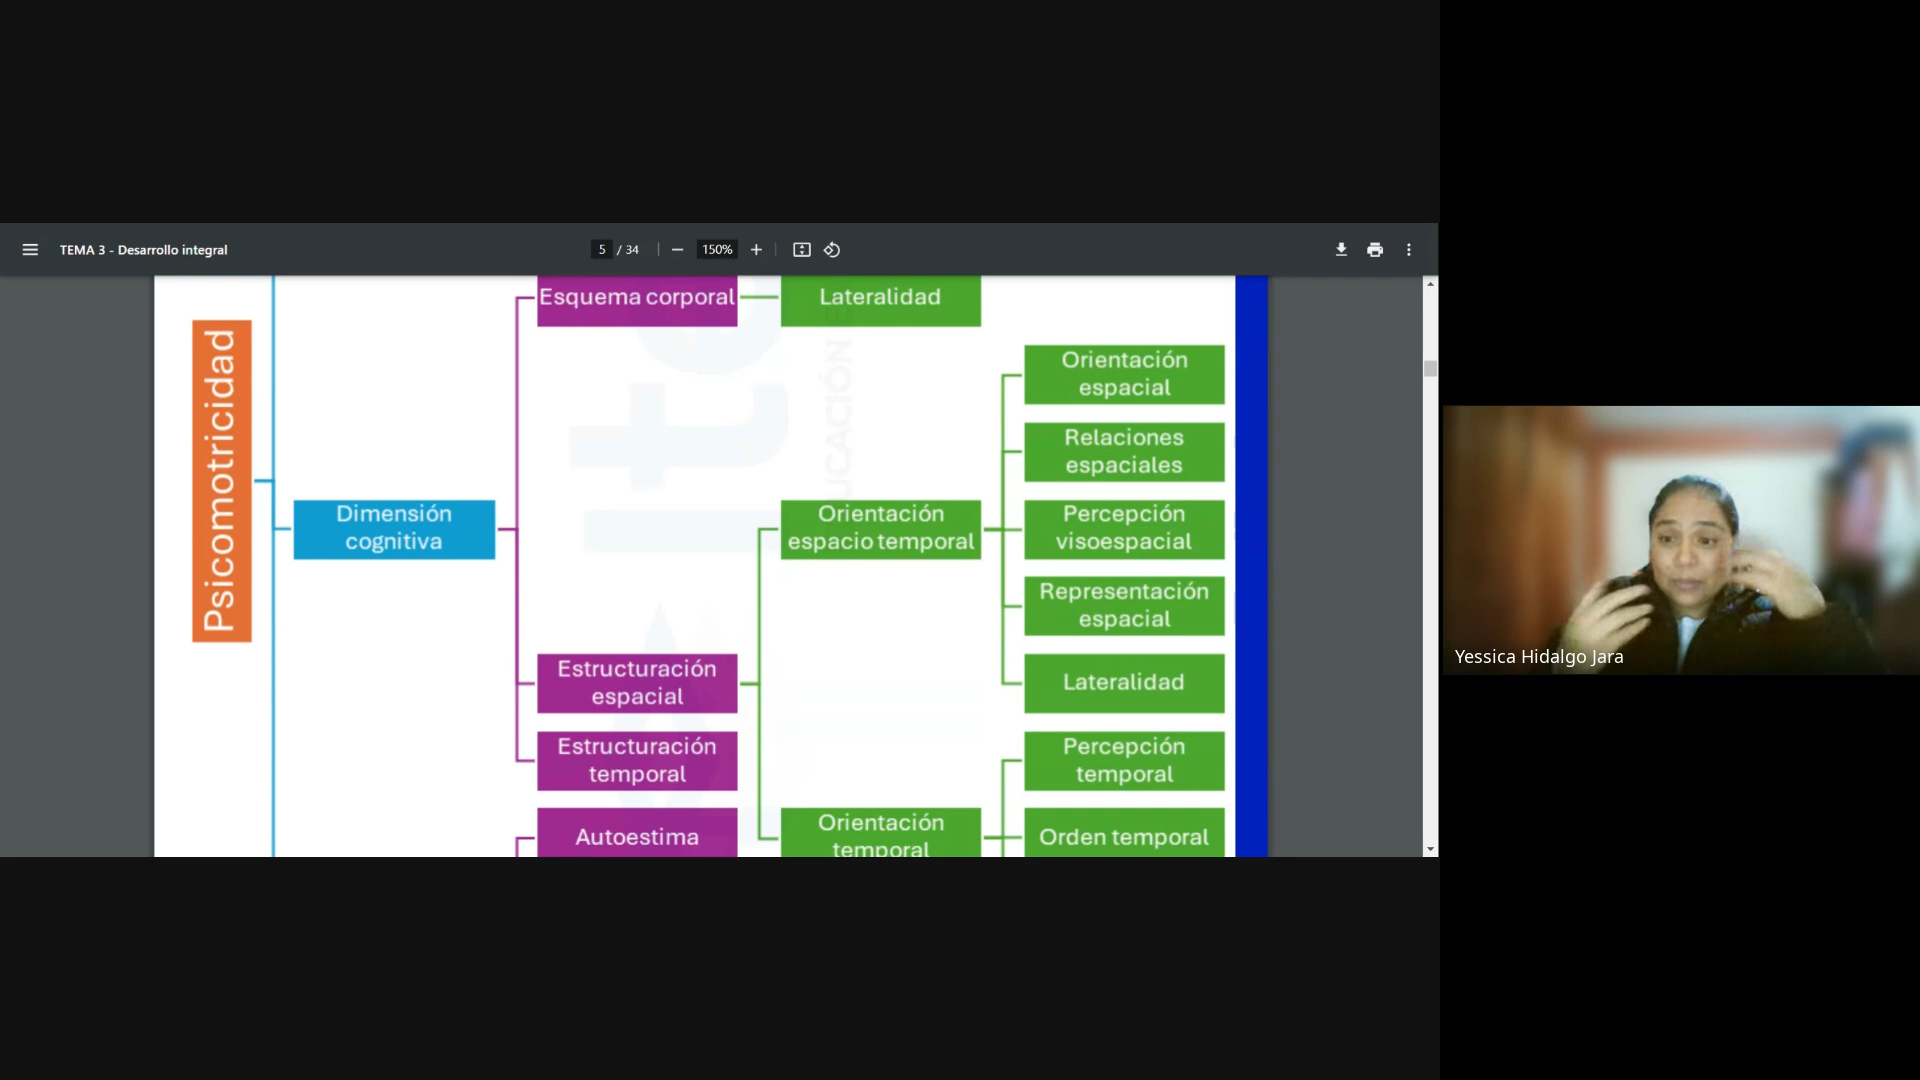 TEMA 3 - Desarrollo integral
5 / 34
150%
Psicomotricidad
Dimensión
cognitiva
Esquema corporal
Lateralidad
Estructuración
espacial
Estructuración
temporal
Autoestima
Orientación
espacio temporal
Orientación
temporal
Orientación
espacial
Relaciones
espaciales
Percepción
visoespacial
Representación
espacial
Lateralidad
Percepción
temporal
Orden temporal
UCACIÓN
Yessica Hidalgo Jara